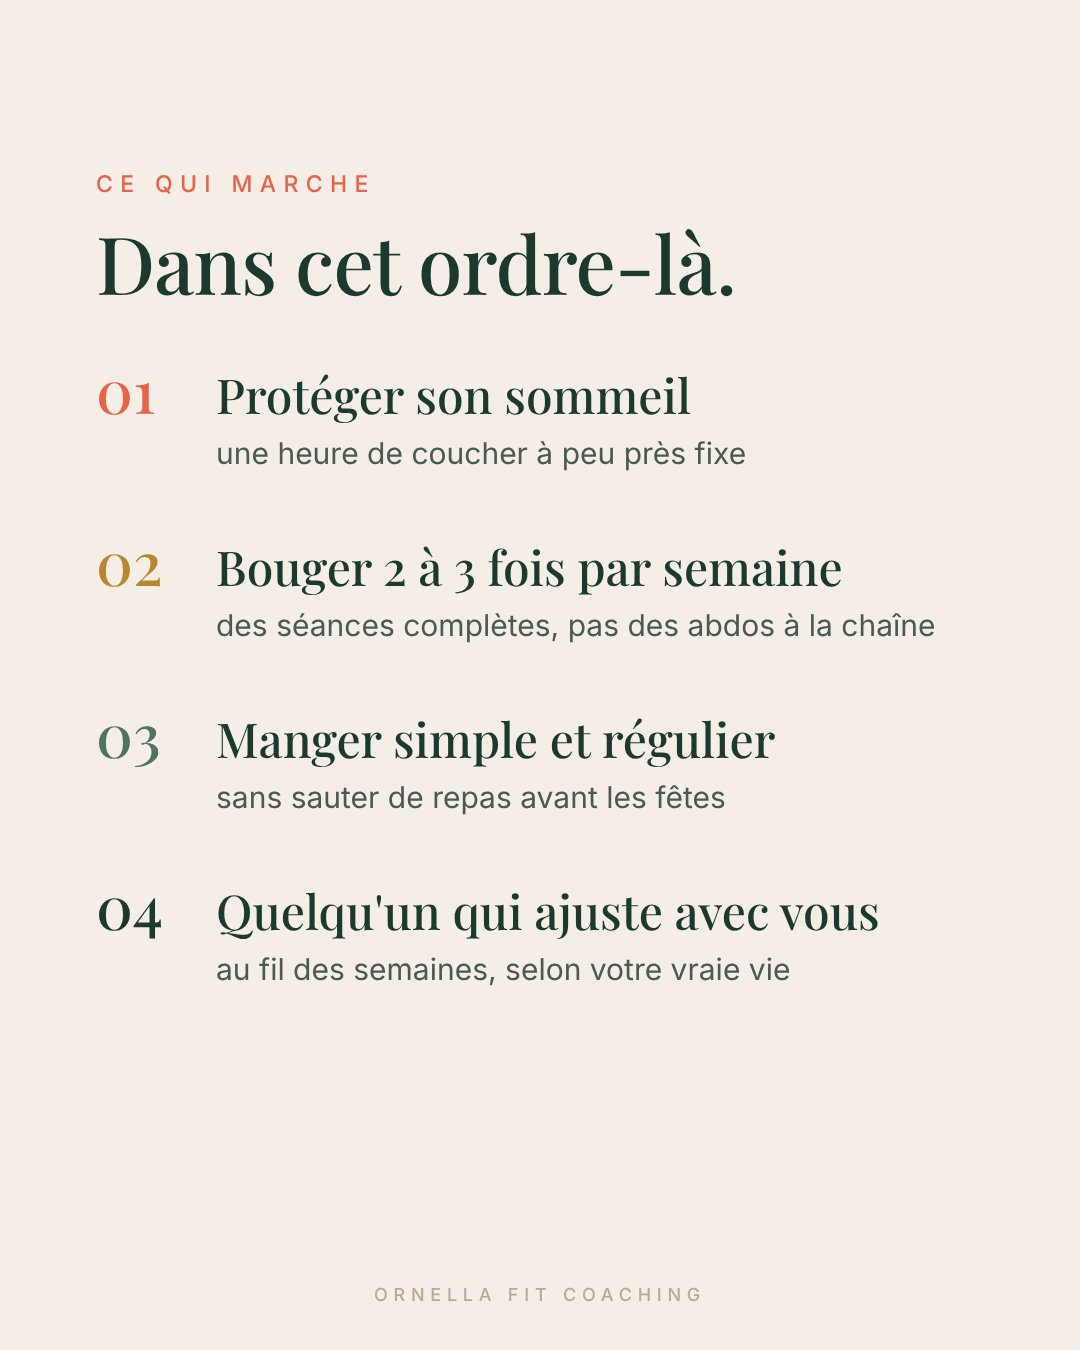 CE QUI MARCHE
Dans cet ordre-là.
01 Protéger son sommeil
une heure de coucher à peu près fixe
02 Bouger 2 à 3 fois par semaine
des séances complètes, pas des abdos à la chaîne
03 Manger simple et régulier
sans sauter de repas avant les fêtes
04 Quelqu'un qui ajuste avec vous
au fil des semaines, selon votre vraie vie
ORNELLA FIT COACHING